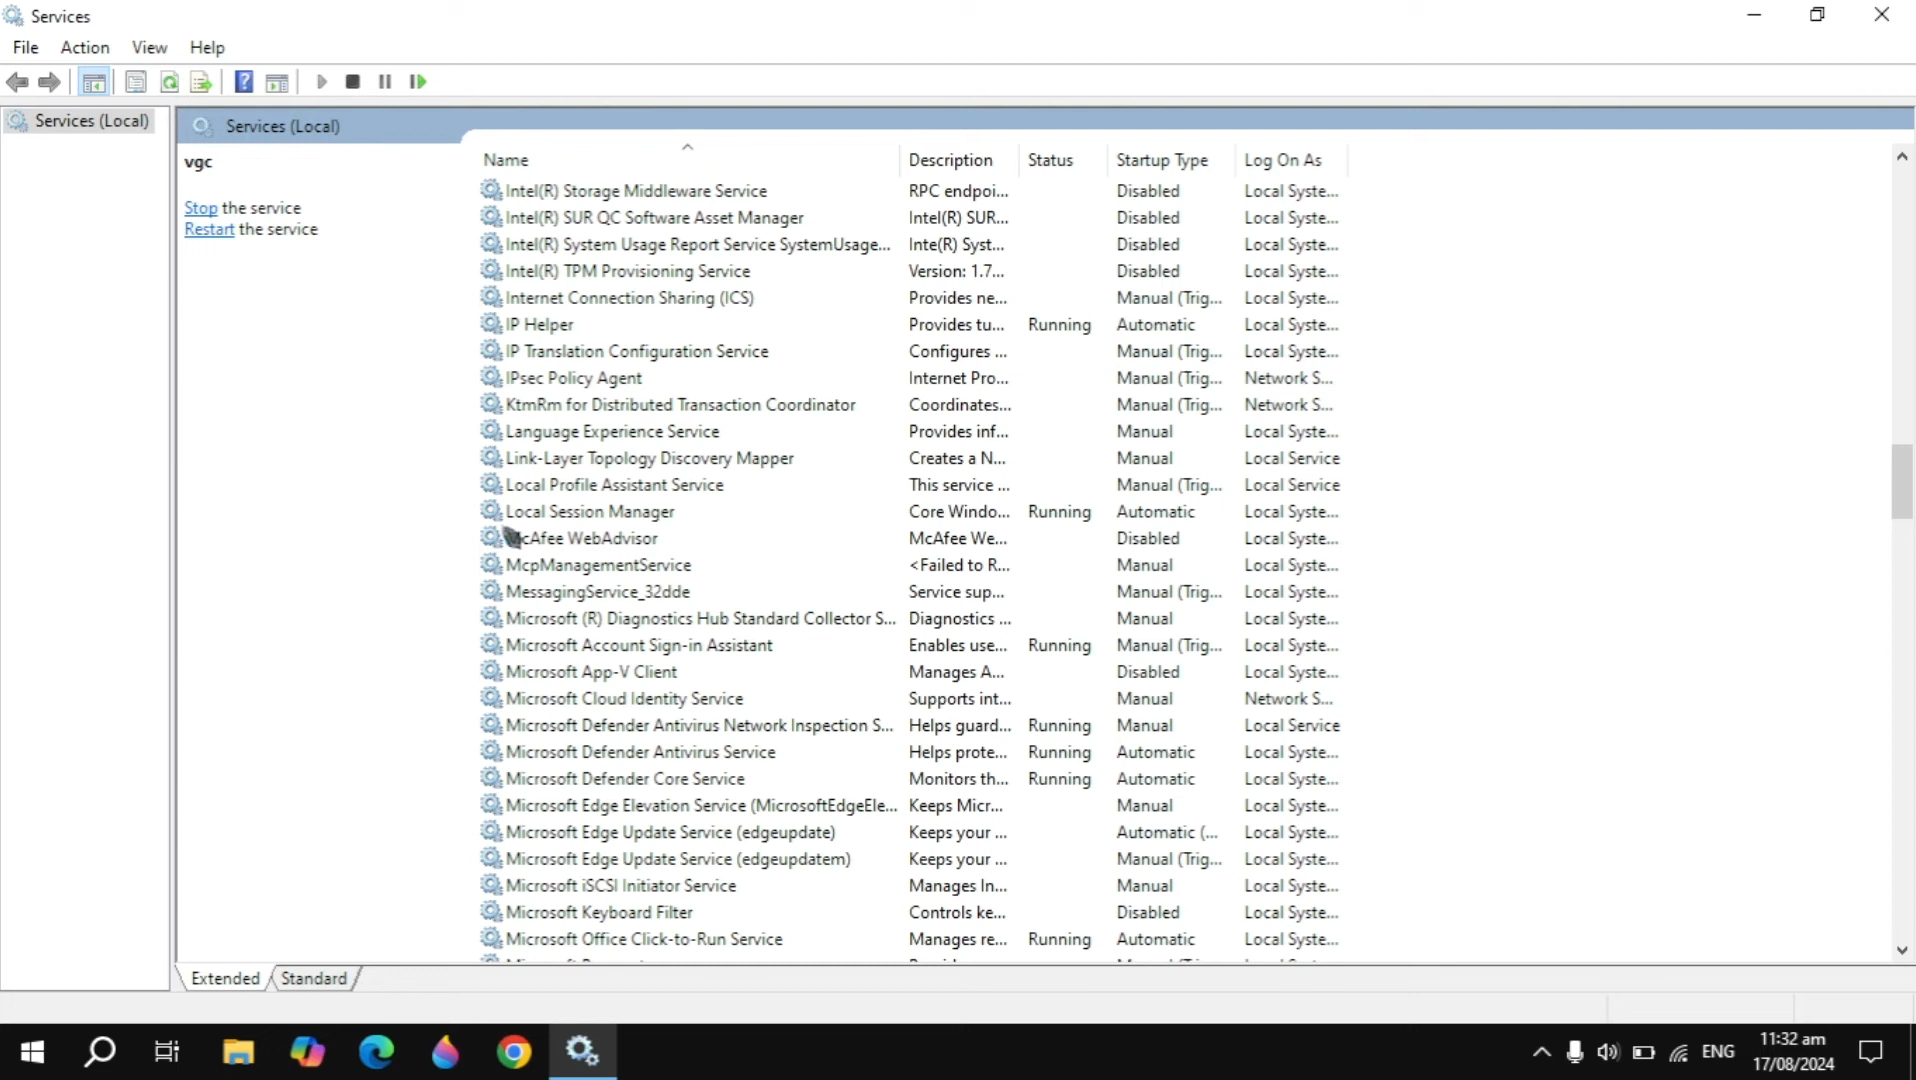 Services
File Action View Help
Services (Local)
Services (Local)
vgc
Stop the service
Restart the service
Name Description Status Startup Type Log On As
Intel(R) Storage Middleware Service RPC endpoi... Disabled Local Syste...
Intel(R) SUR QC Software Asset Manager Intel(R) SUR... Disabled Local Syste...
Intel(R) System Usage Report Service SystemUsage... Inte(R) Syst... Disabled Local Syste...
Intel(R) TPM Provisioning Service Version: 1.7... Disabled Local Syste...
Internet Connection Sharing (ICS) Provides ne... Manual (Trig... Local Syste...
IP Helper Provides tu... Running Automatic Local Syste...
IP Translation Configuration Service Configures ... Manual (Trig... Local Syste...
IPsec Policy Agent Internet Pro... Manual (Trig... Network S...
KtmRm for Distributed Transaction Coordinator Coordinates... Manual (Trig... Network S...
Language Experience Service Provides inf... Manual Local Syste...
Link-Layer Topology Discovery Mapper Creates a N... Manual Local Service
Local Profile Assistant Service This service ... Manual (Trig... Local Service
Local Session Manager Core Windo... Running Automatic Local Syste...
McAfee WebAdvisor McAfee We... Disabled Local Syste...
McpManagementService <Failed to R... Manual Local Syste...
MessagingService_32dde Service sup... Manual (Trig... Local Syste...
Microsoft (R) Diagnostics Hub Standard Collector S... Diagnostics ... Manual Local Syste...
Microsoft Account Sign-in Assistant Enables use... Running Manual (Trig... Local Syste...
Microsoft App-V Client Manages A... Disabled Local Syste...
Microsoft Cloud Identity Service Supports int... Manual Network S...
Microsoft Defender Antivirus Network Inspection S... Helps guard... Running Manual Local Service
Microsoft Defender Antivirus Service Helps prote... Running Automatic Local Syste...
Microsoft Defender Core Service Monitors th... Running Automatic Local Syste...
Microsoft Edge Elevation Service (MicrosoftEdgeEle... Keeps Micr... Manual Local Syste...
Microsoft Edge Update Service (edgeupdate) Keeps your ... Automatic (... Local Syste...
Microsoft Edge Update Service (edgeupdatem) Keeps your ... Manual (Trig... Local Syste...
Microsoft iSCSI Initiator Service Manages In... Manual Local Syste...
Microsoft Keyboard Filter Controls ke... Disabled Local Syste...
Microsoft Office Click-to-Run Service Manages re... Running Automatic Local Syste...
Extended Standard
ENG 11:32 am
17/08/2024